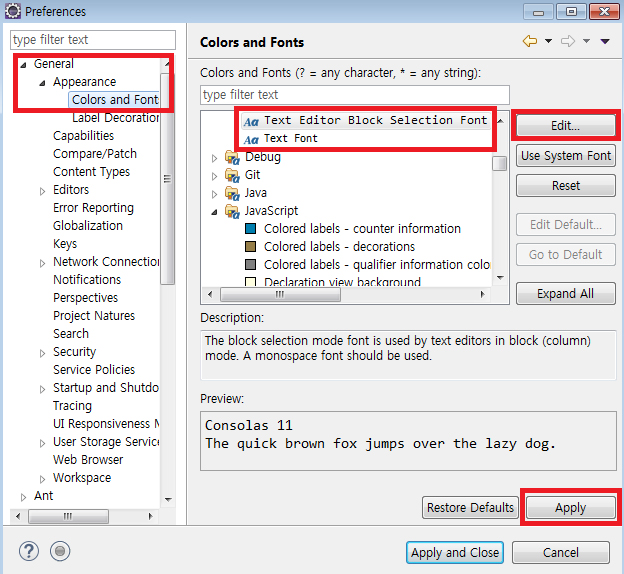 Preferences
type filter text
General
Appearance
Colors and Fonts
Label Decoration
Capabilities
Compare/Patch
Content Types
Editors
Error Reporting
Globalization
Keys
Network Connection
Notifications
Perspectives
Project Natures
Search
Security
Service Policies
Startup and Shutdo
Tracing
UI Responsiveness M
User Storage Service
Web Browser
Workspace
Ant
Colors and Fonts
Colors and Fonts (? = any character, * = any string):
type filter text
Aa Text Editor Block Selection Font
Aa Text Font
Debug
Git
Java
JavaScript
Colored labels - counter information
Colored labels - decorations
Colored labels - qualifier information colo
Declaration view background
Edit...
Use System Font
Reset
Edit Default...
Go to Default
Expand All
Description:
The block selection mode font is used by text editors in block (column)
mode. A monospace font should be used.
Preview:
Consolas 11
The quick brown fox jumps over the lazy dog.
Restore Defaults
Apply
?
Apply and Close
Cancel